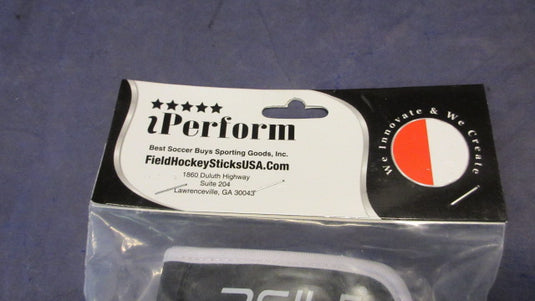 iPerform
Best Soccer Buys Sporting Goods, Inc.
FieldHockeySticksUSA.Com
1860 Duluth Highway
Suite 204
Lawrenceville, GA 30043
We Innovate & We Create